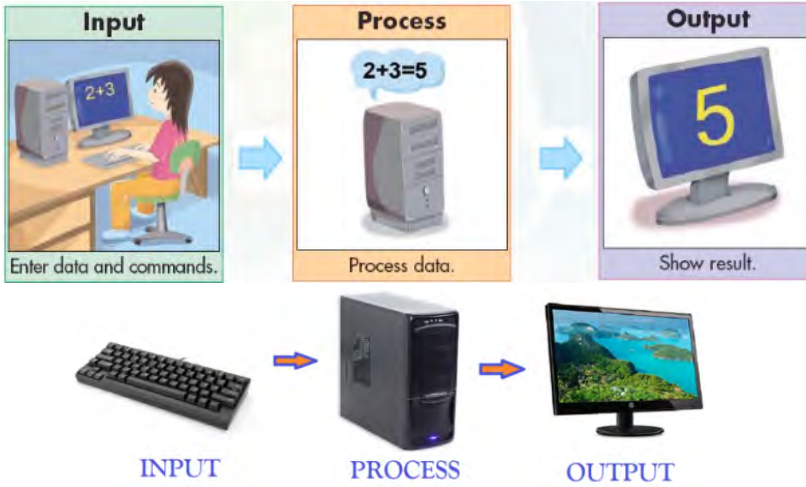 Input
Process
Output
2+3
2+3=5
5
Enter data and commands.
Process data.
Show result.
INPUT
PROCESS
OUTPUT